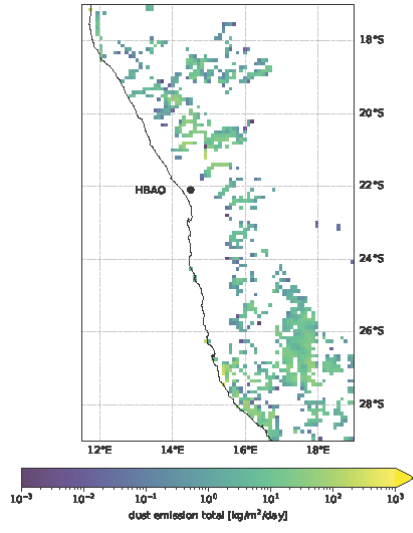 18°S
20°S
HBAO
22°S
24°S
26°S
28°S
12°E 14°E 16°E 18°E
10⁻³ 10⁻² 10⁻¹ 10⁰ 10¹ 10² 10³
dust emission total [kg/m²/day]